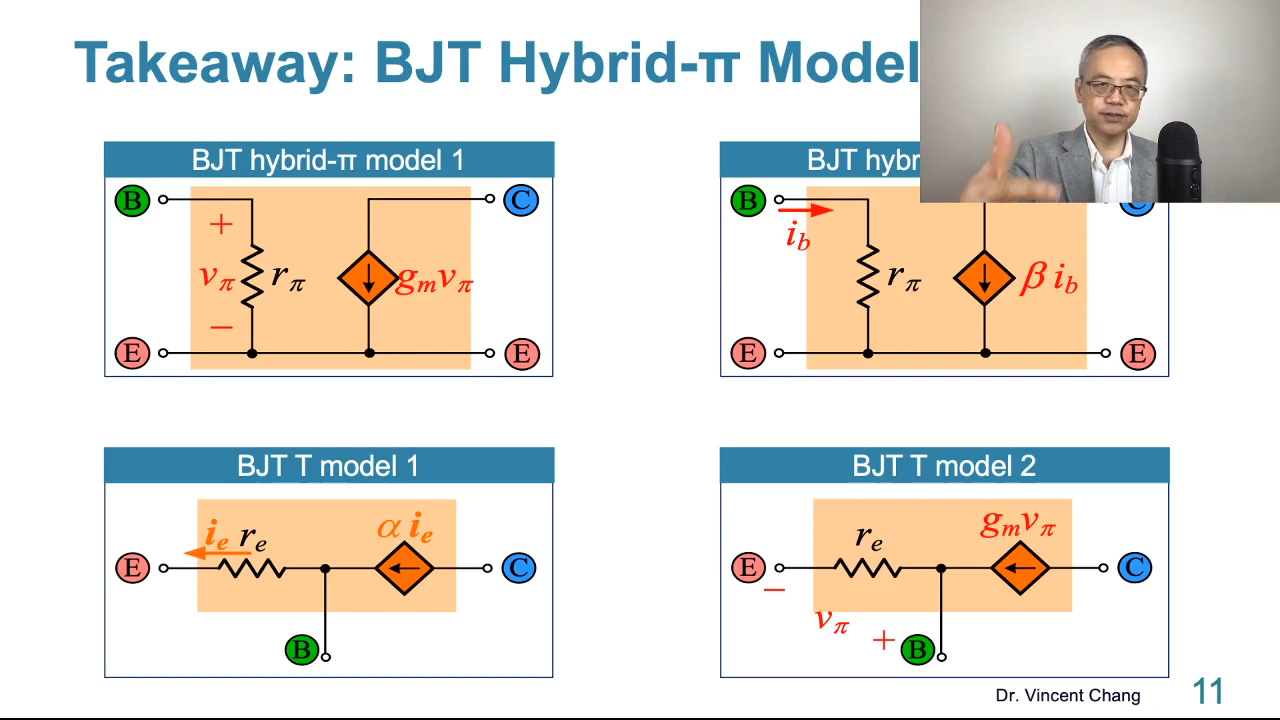 Takeaway: BJT Hybrid-π Model
BJT hybrid-π model 1
B
C
+
vπ
rπ
gmvπ
−
E
E
BJT hybr
B
C
ib
rπ
β ib
E
E
BJT T model 1
ie
re
α ie
E
C
B
BJT T model 2
gmvπ
re
E
C
−
vπ
+
B
Dr. Vincent Chang
11